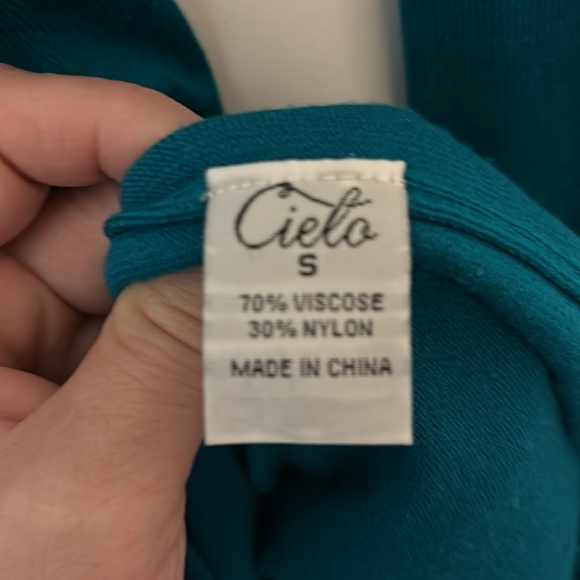 Cielo
S
70% VISCOSE
30% NYLON
MADE IN CHINA